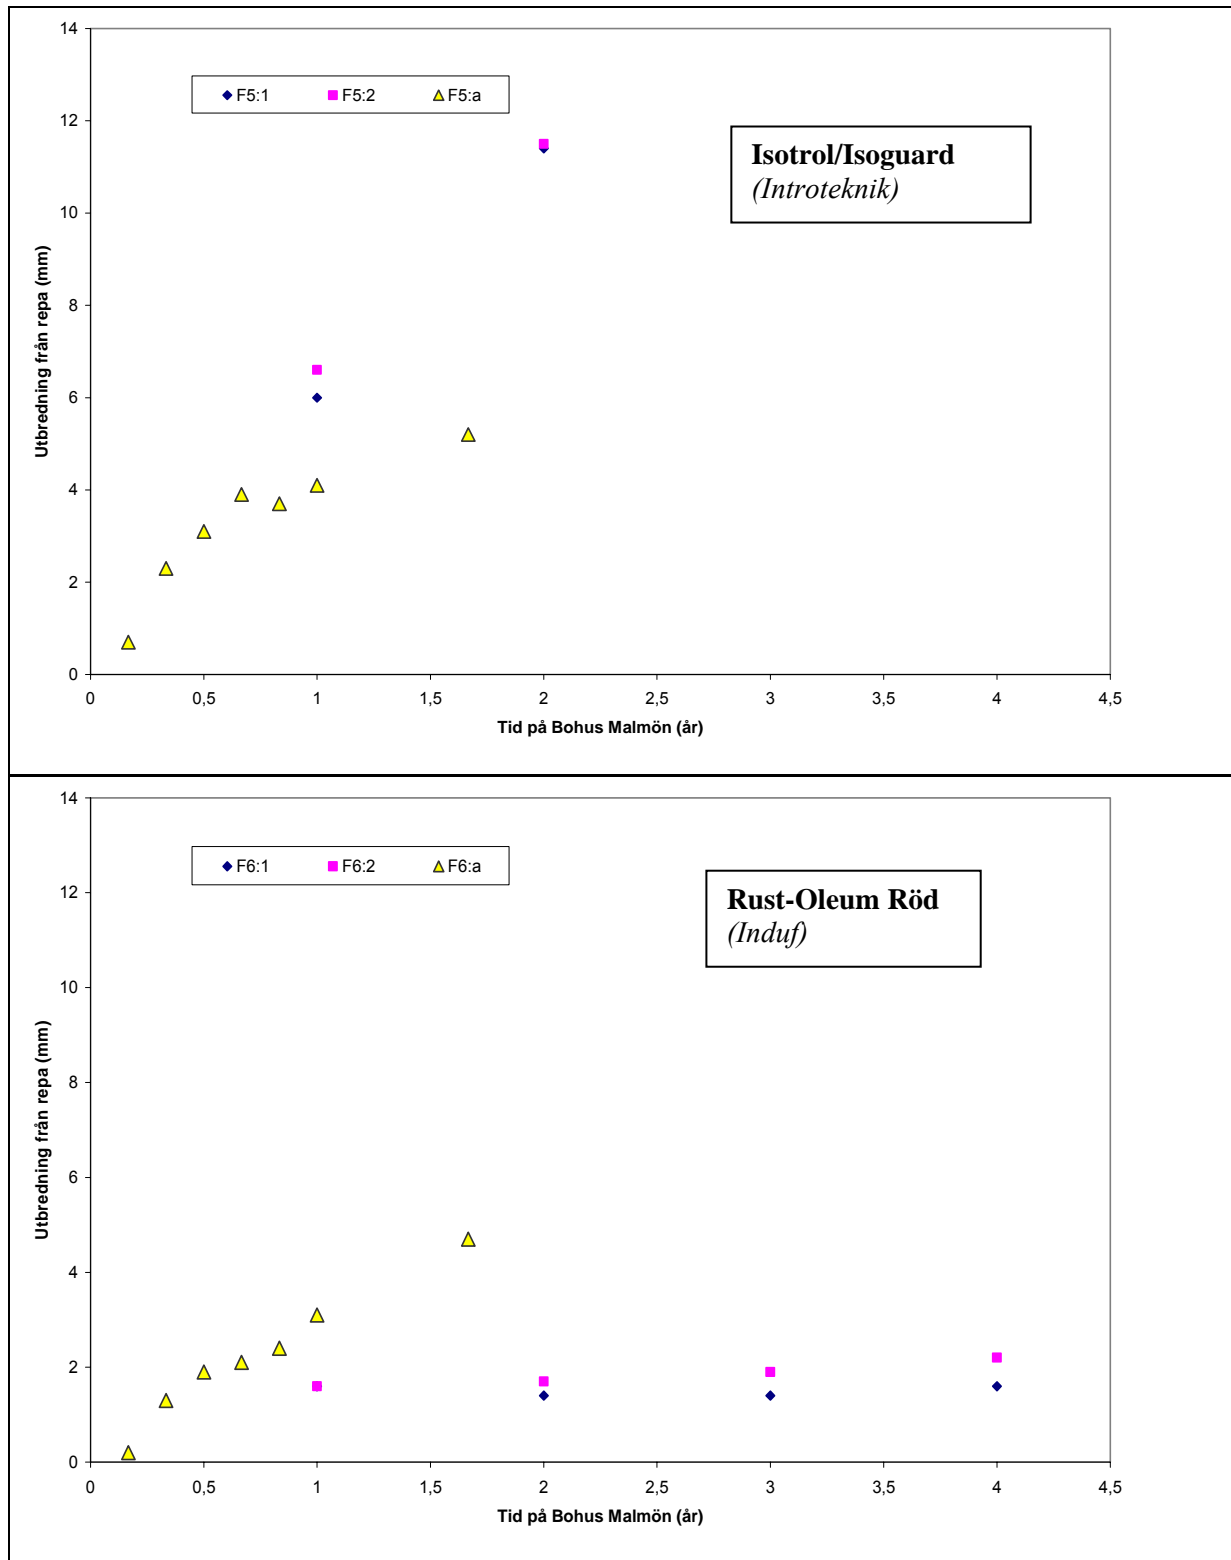 14
12
10
8
6
4
2
0
Utbredning från repa (mm)
F5:1 F5:2 F5:a
Isotrol/Isoguard
(Introteknik)
0 0,5 1 1,5 2 2,5 3 3,5 4 4,5
Tid på Bohus Malmön (år)
14
12
10
8
6
4
2
0
Utbredning från repa (mm)
F6:1 F6:2 F6:a
Rust-Oleum Röd
(Induf)
0 0,5 1 1,5 2 2,5 3 3,5 4 4,5
Tid på Bohus Malmön (år)